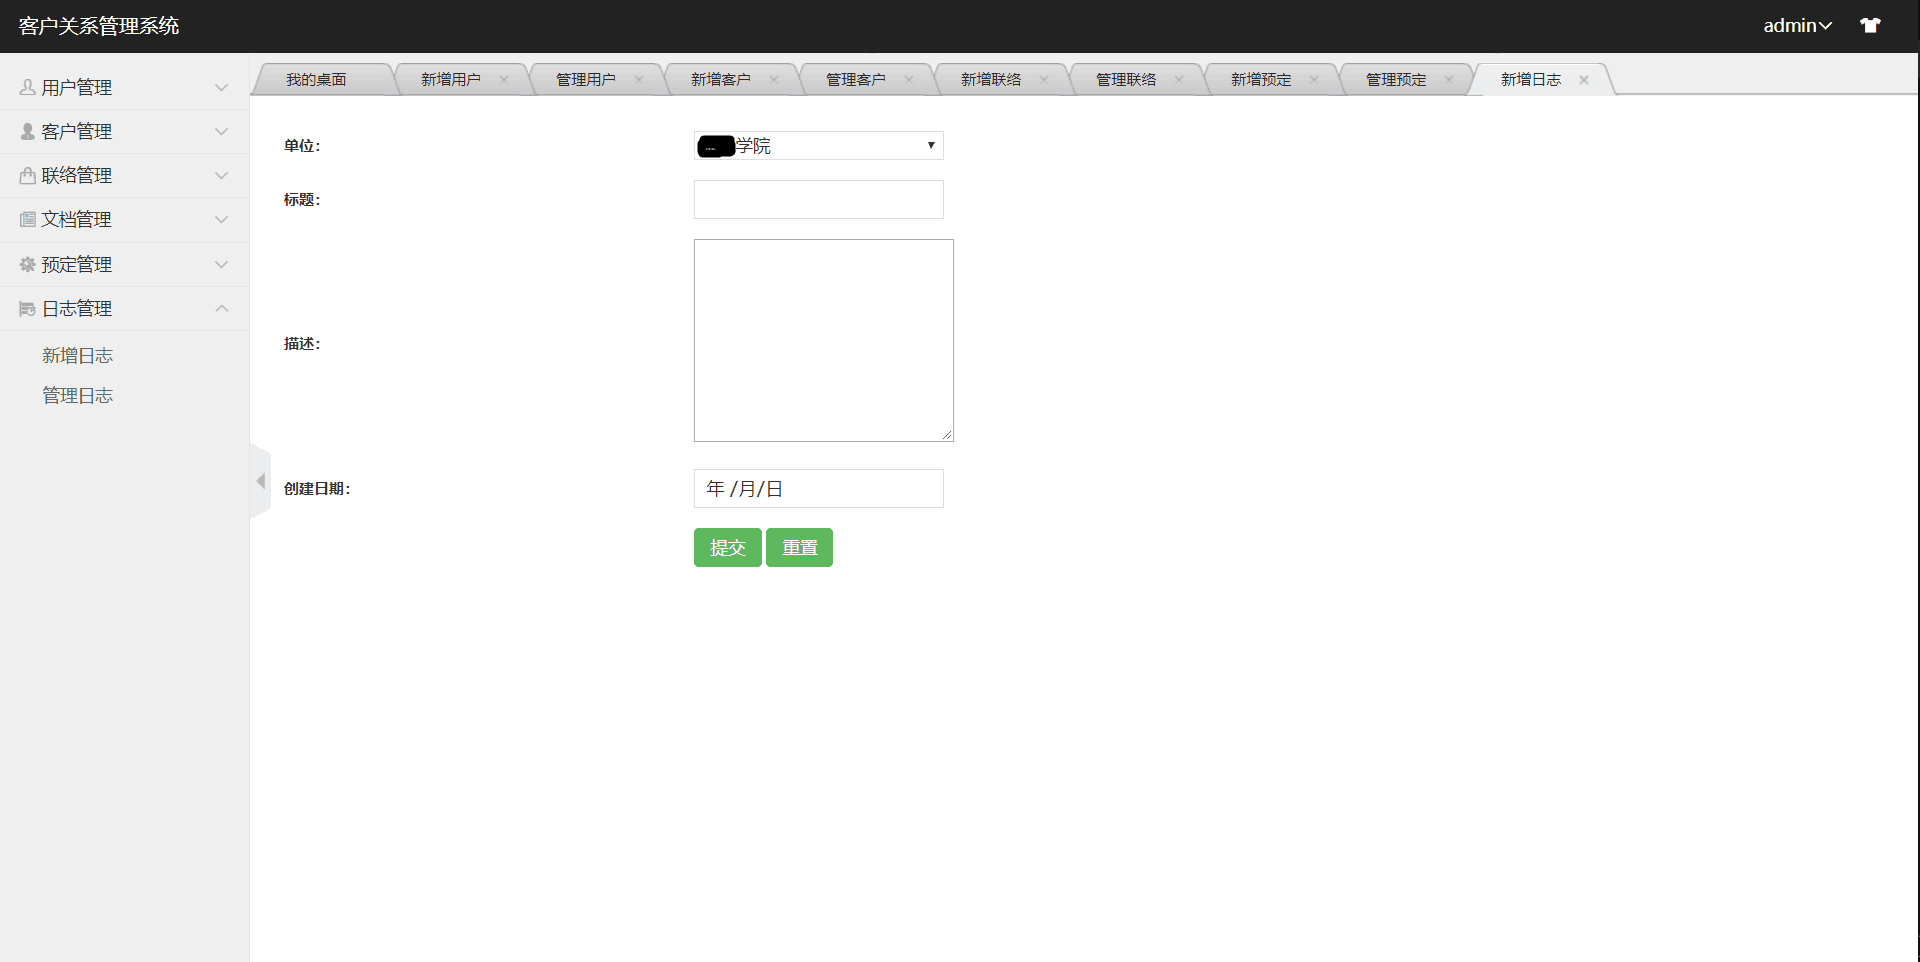 客户关系管理系统
admin
用户管理
客户管理
联络管理
文档管理
预定管理
日志管理
新增日志
管理日志
我的桌面 新增用户 管理用户 新增客户 管理客户 新增联络 管理联络 新增预定 管理预定 新增日志
单位：
学院
标题：
描述：
创建日期：
年 /月/日
提交 重置